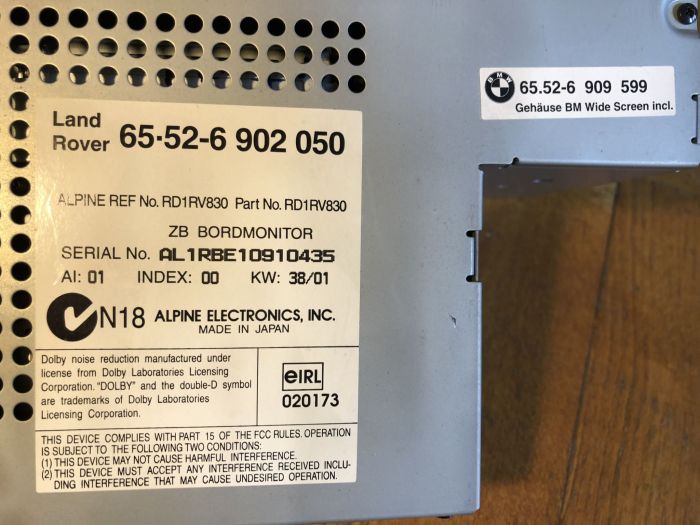 BMW
65.52-6 909 599
Gehäuse BM Wide Screen incl.
Land Rover 65·52-6 902 050
ALPINE REF No. RD1RV830 Part No. RD1RV830
ZB BORDMONITOR
SERIAL No. AL1RBE10910435
AI: 01 INDEX: 00 KW: 38/01
N18 ALPINE ELECTRONICS, INC.
MADE IN JAPAN
Dolby noise reduction manufactured under
license from Dolby Laboratories Licensing
Corporation. "DOLBY" and the double-D symbol
are trademarks of Dolby Laboratories
Licensing Corporation.
eIRL
020173
THIS DEVICE COMPLIES WITH PART 15 OF THE FCC RULES. OPERATION
IS SUBJECT TO THE FOLLOWING TWO CONDITIONS:
(1) THIS DEVICE MAY NOT CAUSE HARMFUL INTERFERENCE.
(2) THIS DEVICE MUST ACCEPT ANY INTERFERENCE RECEIVED INCLU-
DING INTERFERENCE THAT MAY CAUSE UNDESIRED OPERATION.